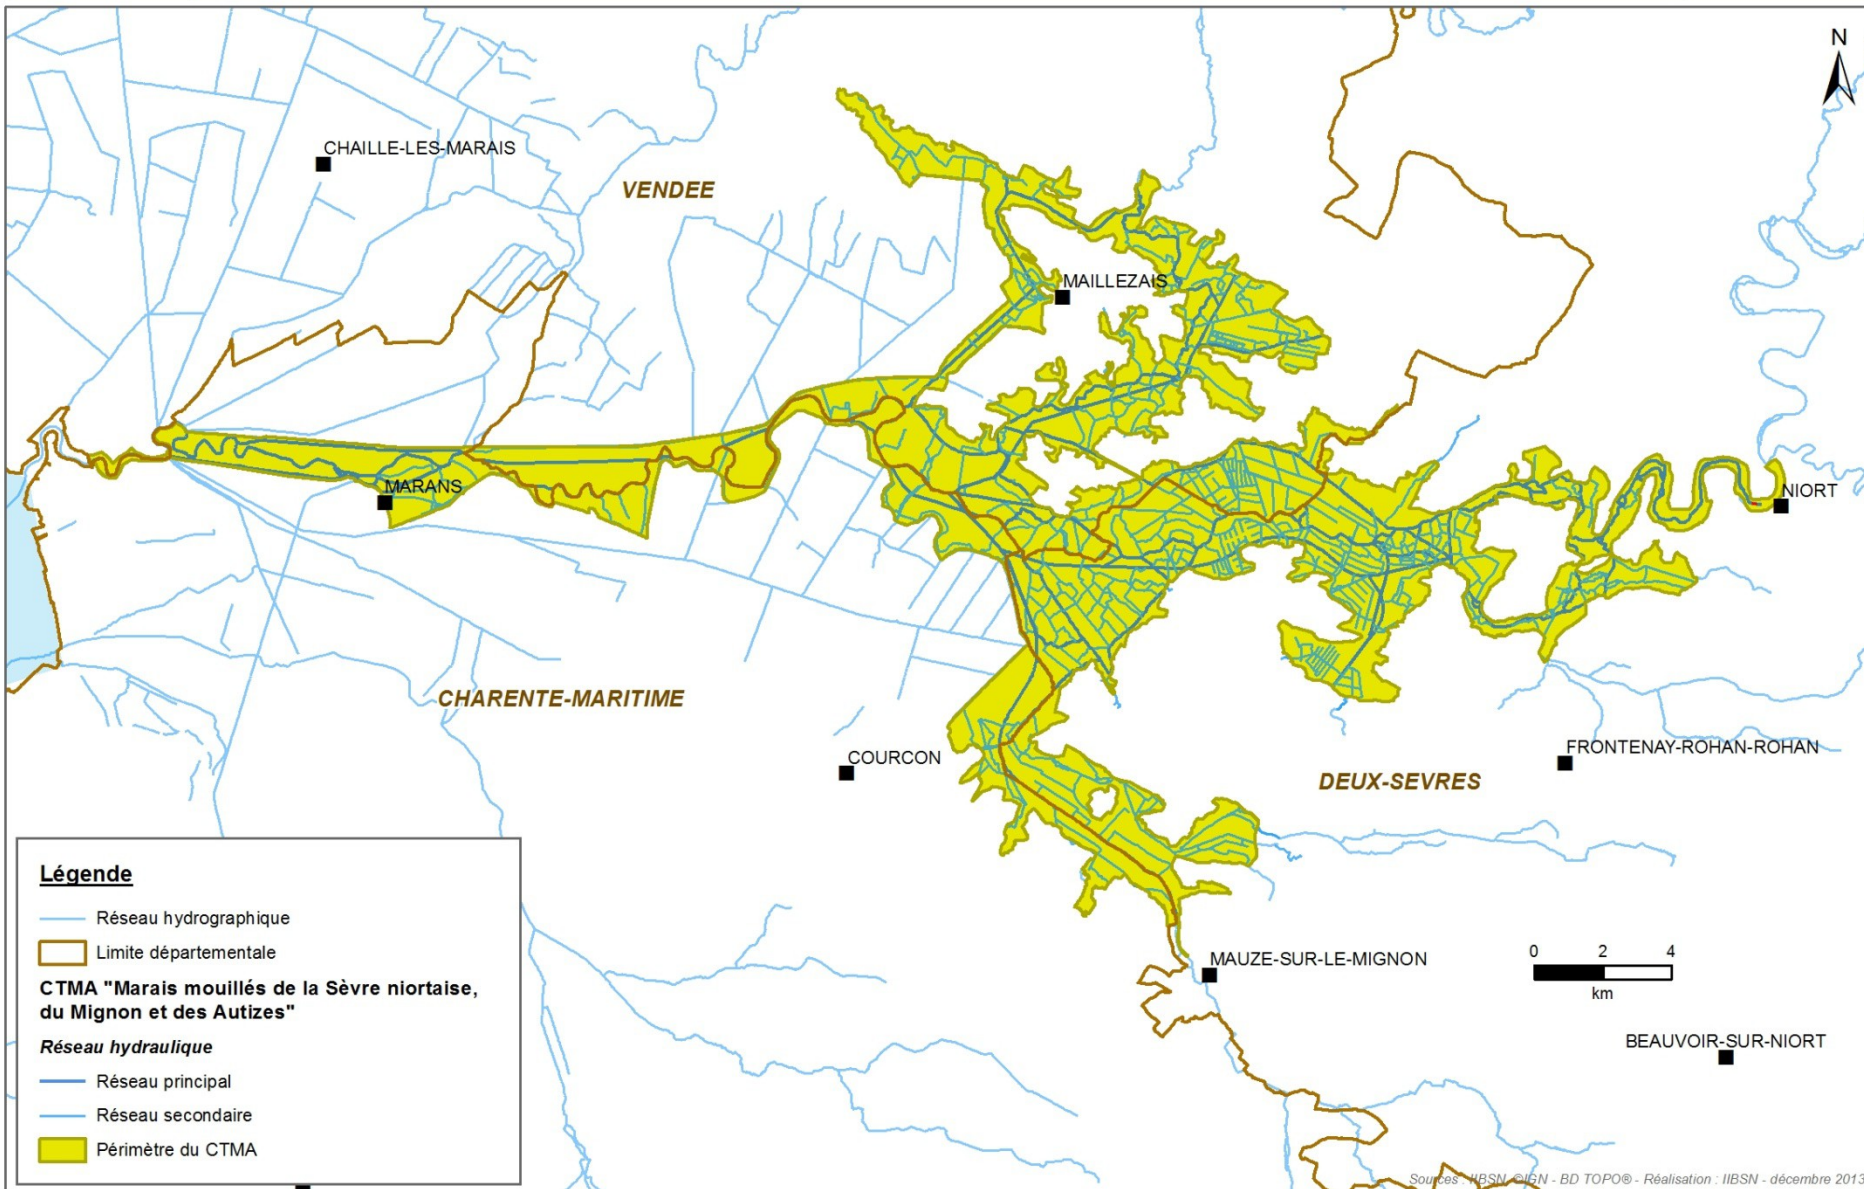 N
CHAILLE-LES-MARAIS
VENDEE
MAILLEZAIS
MARANS
NIORT
CHARENTE-MARITIME
COURCON
FRONTENAY-ROHAN-ROHAN
DEUX-SEVRES
MAUZE-SUR-LE-MIGNON
0 2 4
km
BEAUVOIR-SUR-NIORT
Légende
Réseau hydrographique
Limite départementale
CTMA "Marais mouillés de la Sèvre niortaise,
du Mignon et des Autizes"
Réseau hydraulique
Réseau principal
Réseau secondaire
Périmètre du CTMA
Sources : IIBSN, ©IGN - BD TOPO® - Réalisation : IIBSN - décembre 2013